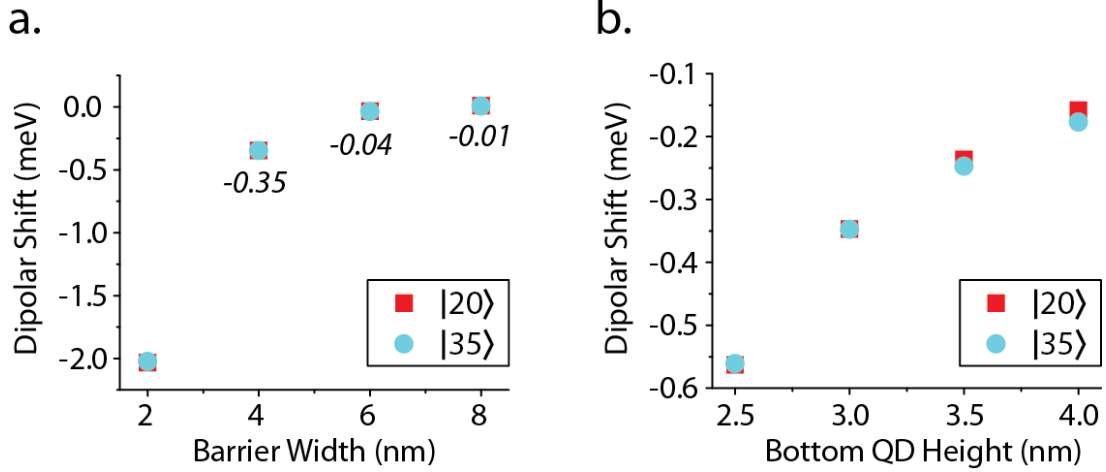 a.
Dipolar Shift (meV)
0.0
-0.5
-1.0
-1.5
-2.0
-0.35
-0.04
-0.01
|20⟩
|35⟩
2 4 6 8
Barrier Width (nm)
b.
Dipolar Shift (meV)
-0.1
-0.2
-0.3
-0.4
-0.5
-0.6
|20⟩
|35⟩
2.5 3.0 3.5 4.0
Bottom QD Height (nm)